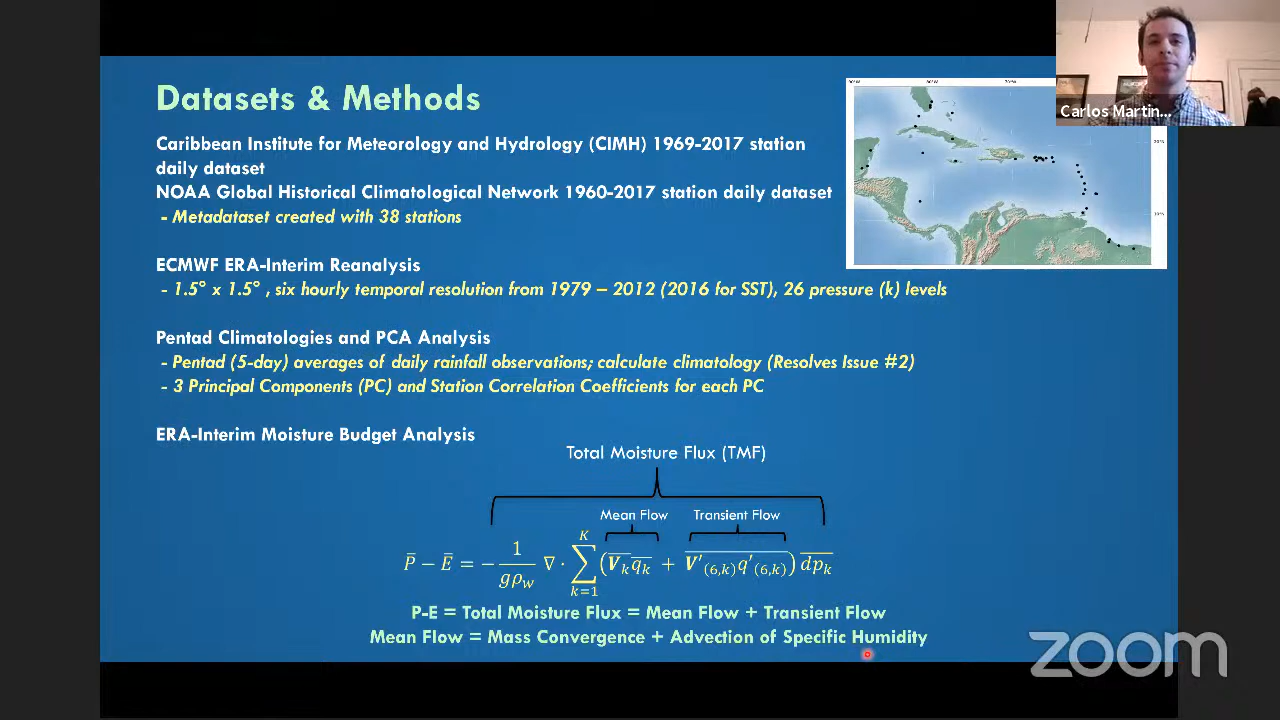 Datasets & Methods
Carlos Martin...
Caribbean Institute for Meteorology and Hydrology (CIMH) 1969-2017 station
daily dataset
NOAA Global Historical Climatological Network 1960-2017 station daily dataset
- Metadataset created with 38 stations
ECMWF ERA-Interim Reanalysis
- 1.5° x 1.5° , six hourly temporal resolution from 1979 – 2012 (2016 for SST), 26 pressure (k) levels
Pentad Climatologies and PCA Analysis
- Pentad (5-day) averages of daily rainfall observations; calculate climatology (Resolves Issue #2)
- 3 Principal Components (PC) and Station Correlation Coefficients for each PC
ERA-Interim Moisture Budget Analysis
Total Moisture Flux (TMF)
Mean Flow Transient Flow
P̅ − E̅ = − 1/(gρ_w) ∇ · ∑_{k=1}^{K} (\overline{V_k} \overline{q_k} + \overline{V'_{(6,k)} q'_{(6,k)}}) \overline{dp_k}
P-E = Total Moisture Flux = Mean Flow + Transient Flow
Mean Flow = Mass Convergence + Advection of Specific Humidity
zoom